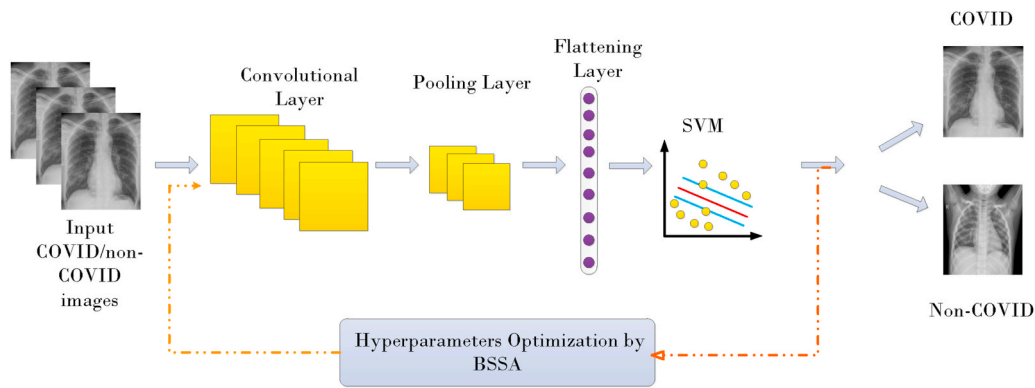 Input
COVID/non-
COVID
images
Convolutional
Layer
Pooling Layer
Flattening
Layer
SVM
COVID
Non-COVID
Hyperparameters Optimization by
BSSA